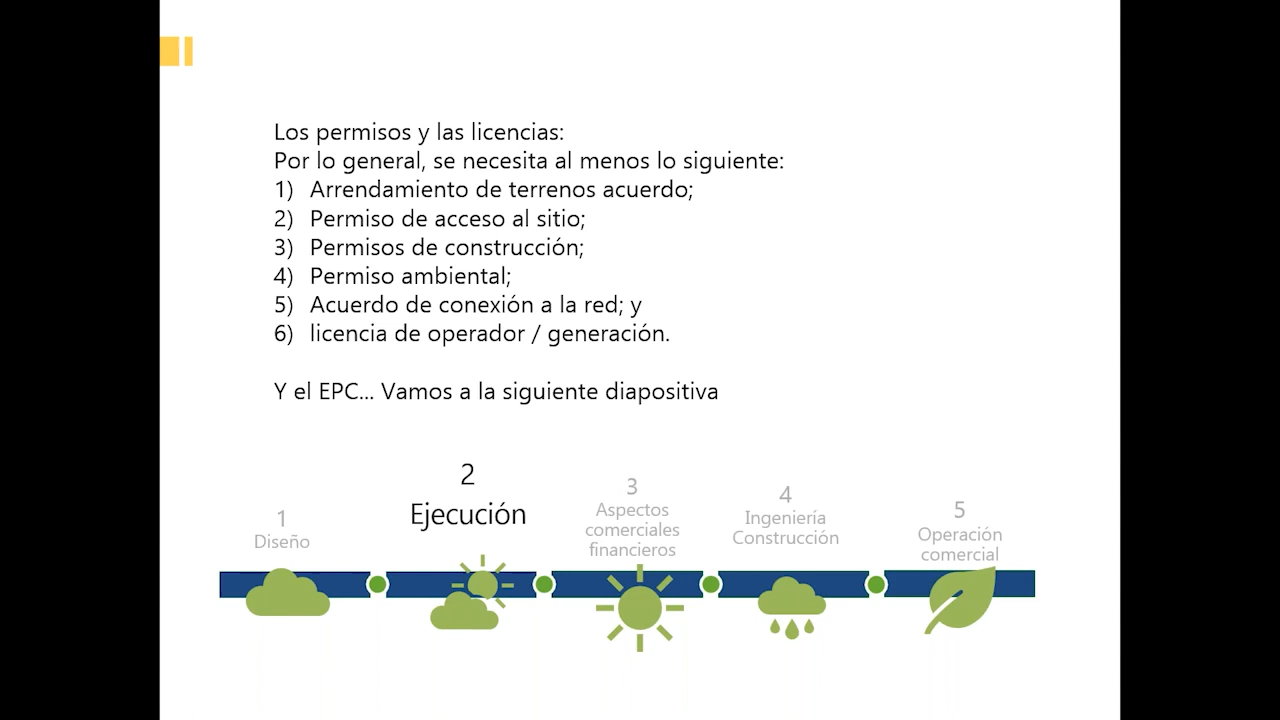 Los permisos y las licencias:
Por lo general, se necesita al menos lo siguiente:
1) Arrendamiento de terrenos acuerdo;
2) Permiso de acceso al sitio;
3) Permisos de construcción;
4) Permiso ambiental;
5) Acuerdo de conexión a la red; y
6) licencia de operador / generación.
Y el EPC... Vamos a la siguiente diapositiva
1
Diseño
2
Ejecución
3
Aspectos
comerciales
financieros
4
Ingeniería
Construcción
5
Operación
comercial